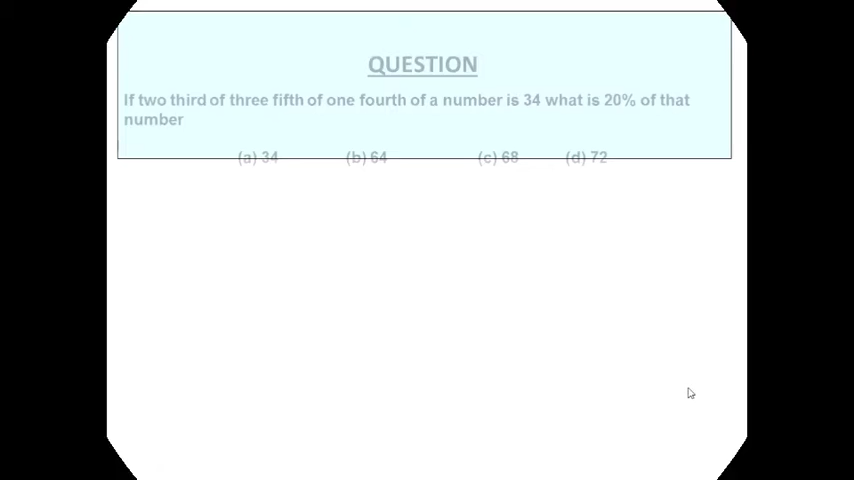 QUESTION
If two third of three fifth of one fourth of a number is 34 what is 20% of that
number
(a) 34 (b) 64 (c) 68 (d) 72